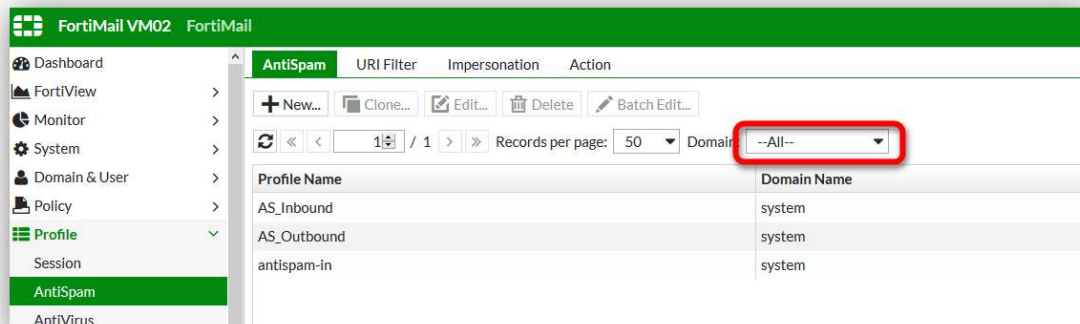 FortiMail VM02 FortiMail
Dashboard
FortiView
Monitor
System
Domain & User
Policy
Profile
Session
AntiSpam
AntiVirus
AntiSpam URI Filter Impersonation Action
New... Clone... Edit... Delete Batch Edit...
1 / 1 Records per page: 50 Domain: --All--
Profile Name Domain Name
AS_Inbound system
AS_Outbound system
antispam-in system